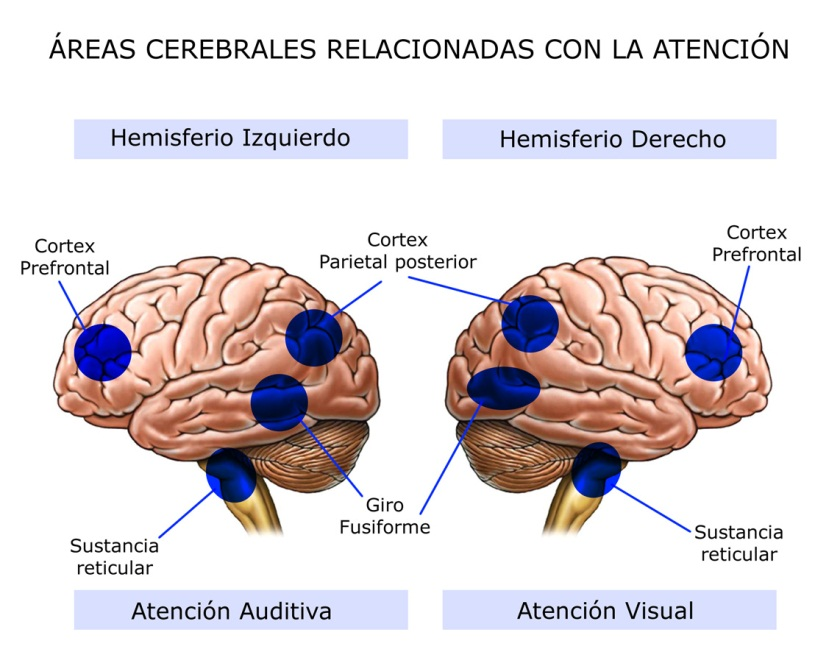 ÁREAS CEREBRALES RELACIONADAS CON LA ATENCIÓN
Hemisferio Izquierdo
Hemisferio Derecho
Cortex
Prefrontal
Cortex
Parietal posterior
Cortex
Prefrontal
Giro
Fusiforme
Sustancia
reticular
Sustancia
reticular
Atención Auditiva
Atención Visual